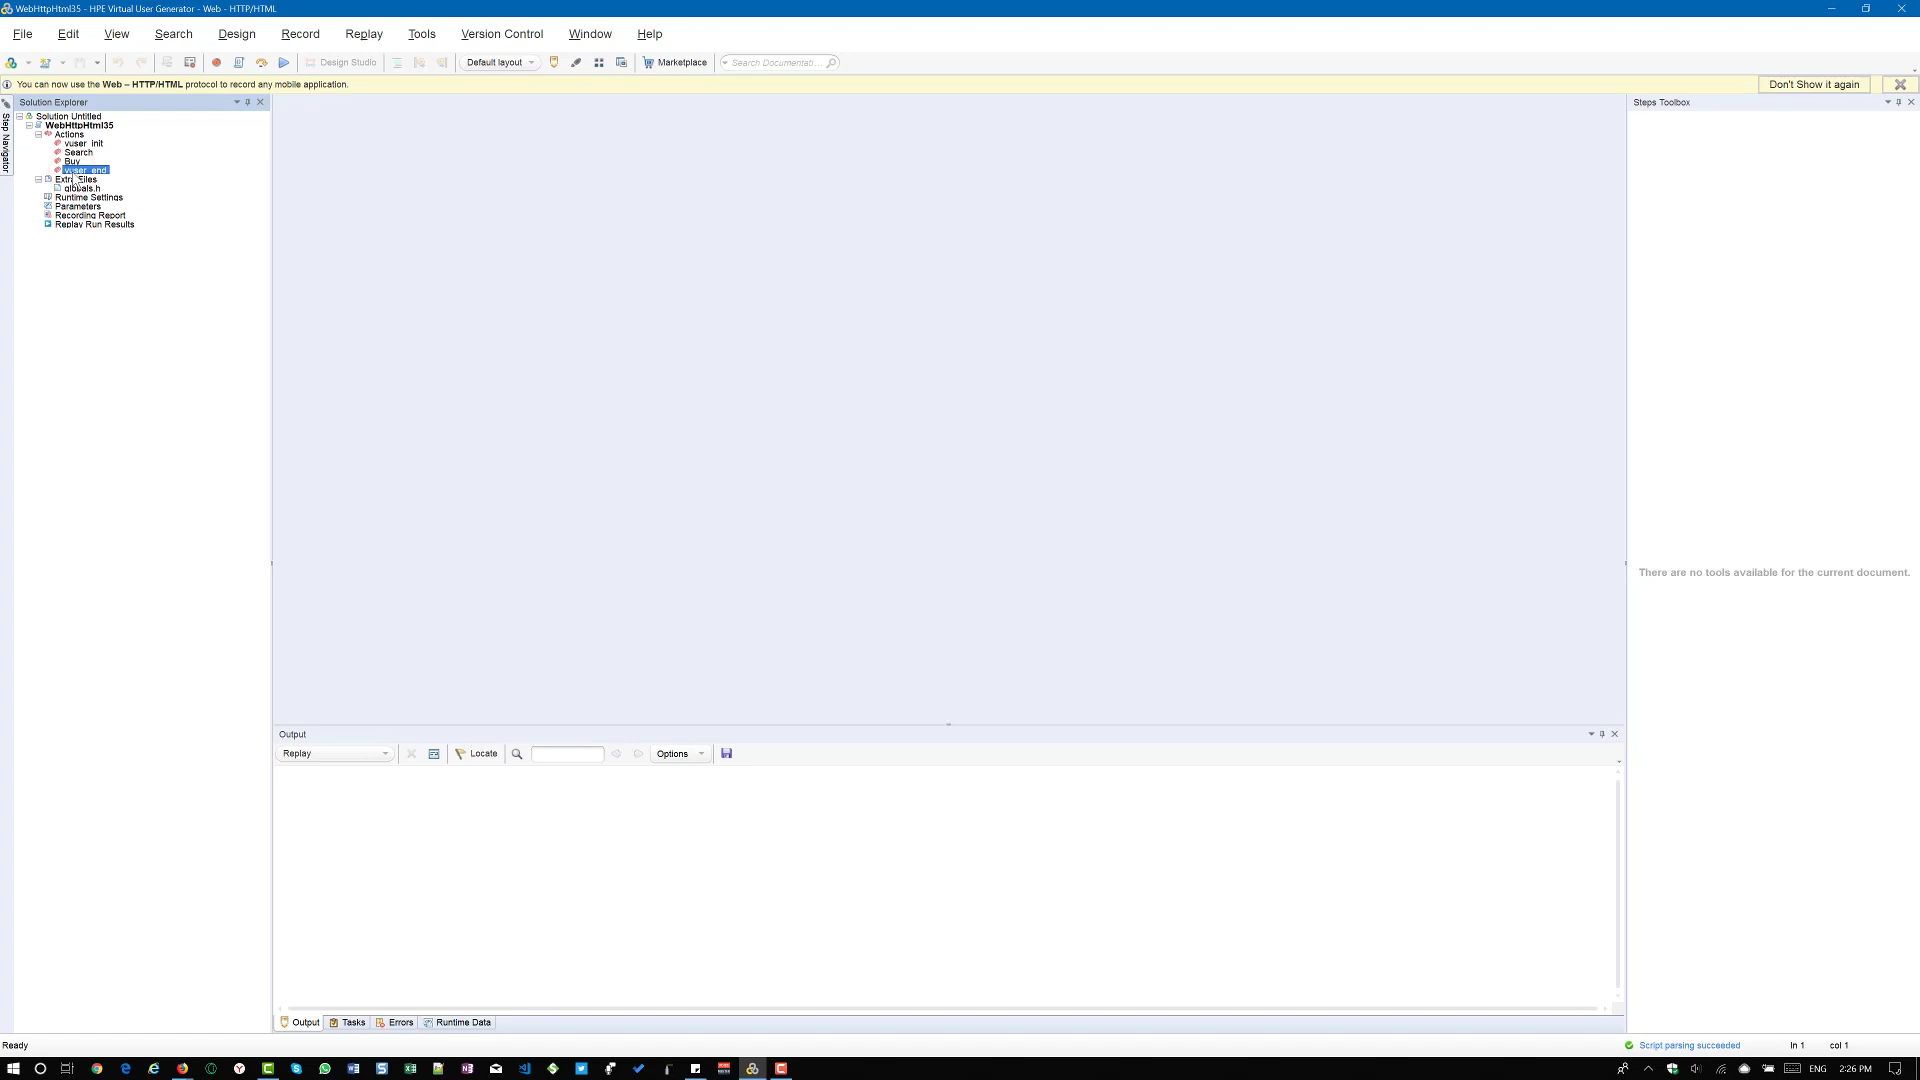 WebHttpHtml35 - HPE Virtual User Generator - Web - HTTP/HTML
File Edit View Search Design Record Replay Tools Version Control Window Help
Design Studio Default layout Marketplace Search Documentati...
You can now use the Web – HTTP/HTML protocol to record any mobile application. Don't Show it again
Solution Explorer
Steps Toolbox
Step Navigator
Solution Untitled
WebHttpHtml35
Actions
vuser_init
Search
Buy
vuser_end
Extra Files
globals.h
Runtime Settings
Parameters
Recording Report
Replay Run Results
There are no tools available for the current document.
Output
Replay Locate Options
Output Tasks Errors Runtime Data
Ready Script parsing succeeded ln 1 col 1
ENG 2:26 PM